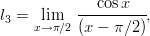 l_3 = \lim_{x \to \pi/2} \frac{\cos x}{(x - \pi/2)},